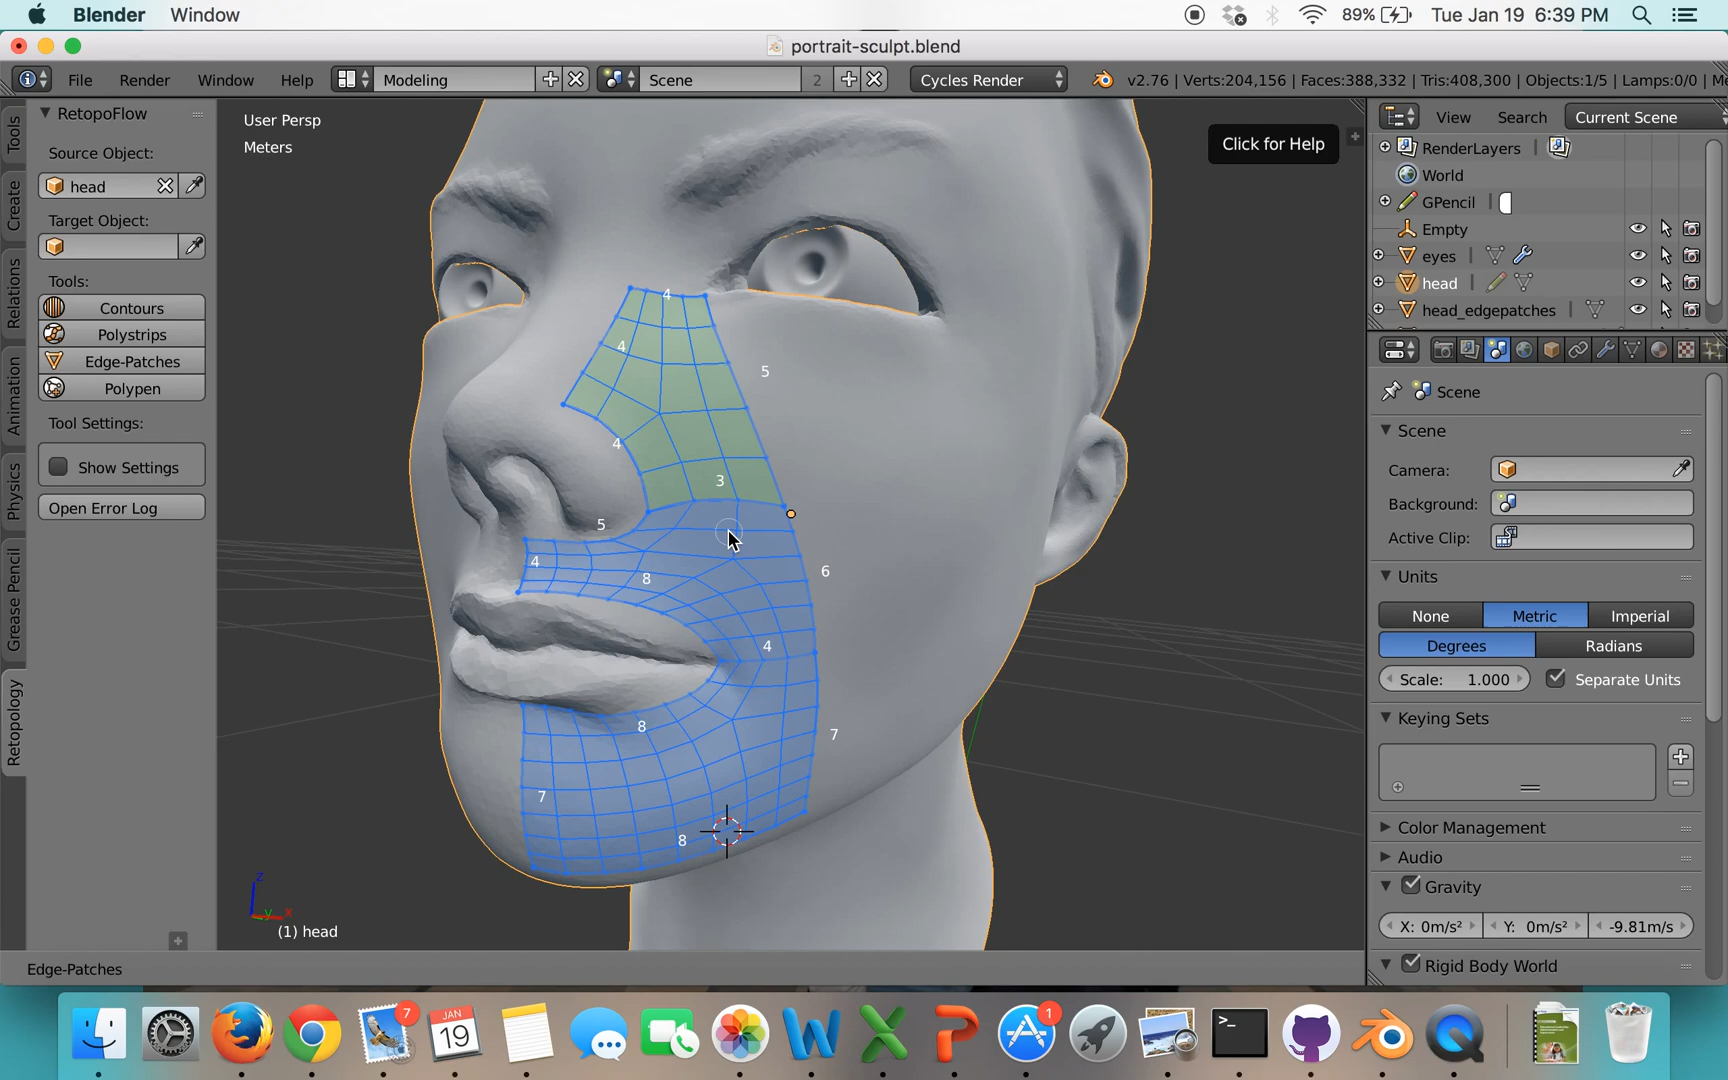 Blender Window
89% Tue Jan 19 6:39 PM
portrait-sculpt.blend
File Render Window Help Modeling Scene 2 Cycles Render v2.76 | Verts:204,156 | Faces:388,332 | Tris:408,300 | Objects:1/5 | Lamps:0/0 | Me
Tools
Create
Relations
Animation
Physics
Grease Pencil
Retopology
RetopoFlow
Source Object:
head
Target Object:
Tools:
Contours
Polystrips
Edge-Patches
Polypen
Tool Settings:
Show Settings
Open Error Log
User Persp
Meters
Click for Help
4
4
5
4
3
5
4
8
6
4
8
7
7
8
z
y x
(1) head
Edge-Patches
View Search Current Scene
RenderLayers
World
GPencil
Empty
eyes
head
head_edgepatches
Scene
Scene
Camera:
Background:
Active Clip:
Units
None Metric Imperial
Degrees Radians
Scale: 1.000 Separate Units
Keying Sets
Color Management
Audio
Gravity
X: 0m/s² Y: 0m/s² -9.81m/s
Rigid Body World
7
JAN
19
1
>_